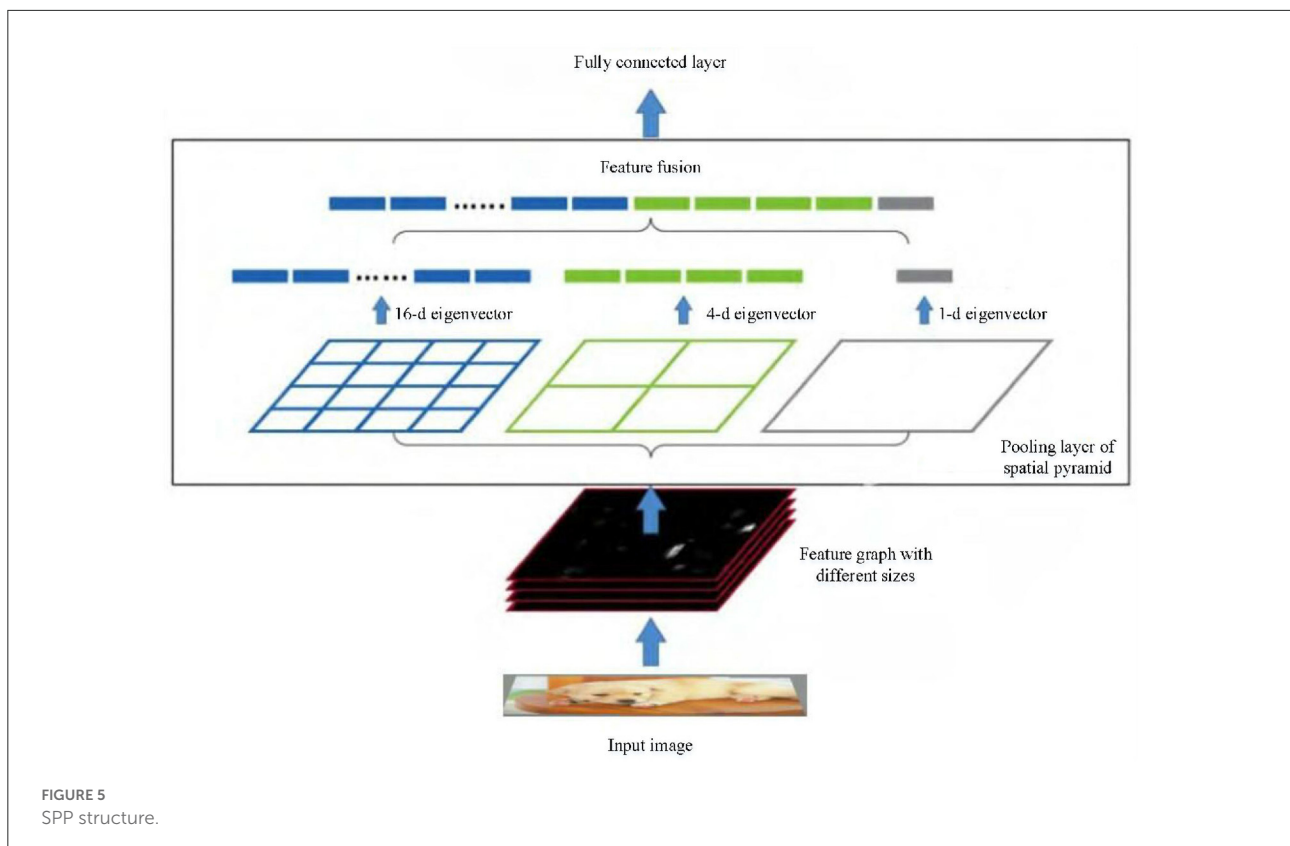 Fully connected layer
Feature fusion
16-d eigenvector
4-d eigenvector
1-d eigenvector
Pooling layer of
spatial pyramid
Feature graph with
different sizes
Input image
FIGURE 5
SPP structure.